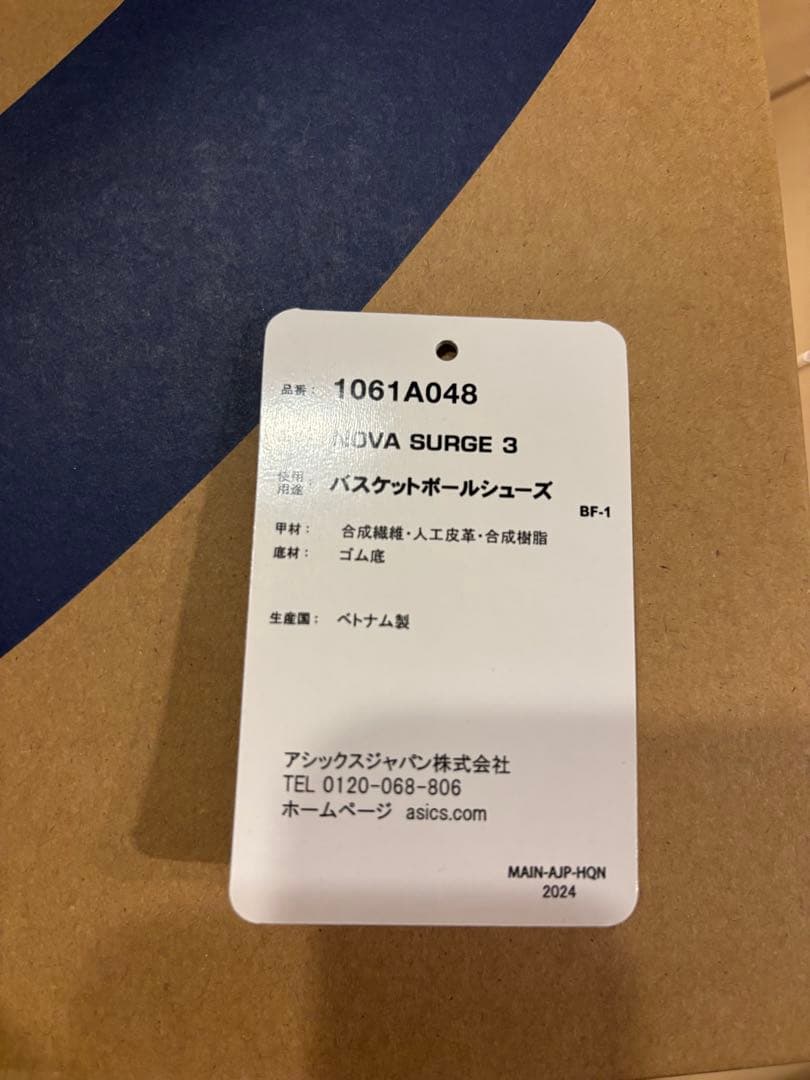 品番： 1061A048
NOVA SURGE 3
使用用途： バスケットボールシューズ
BF-1
甲材： 合成繊維・人工皮革・合成樹脂
底材： ゴム底
生産国： ベトナム製
アシックスジャパン株式会社
TEL 0120-068-806
ホームページ asics.com
MAIN-AJP-HQN
2024